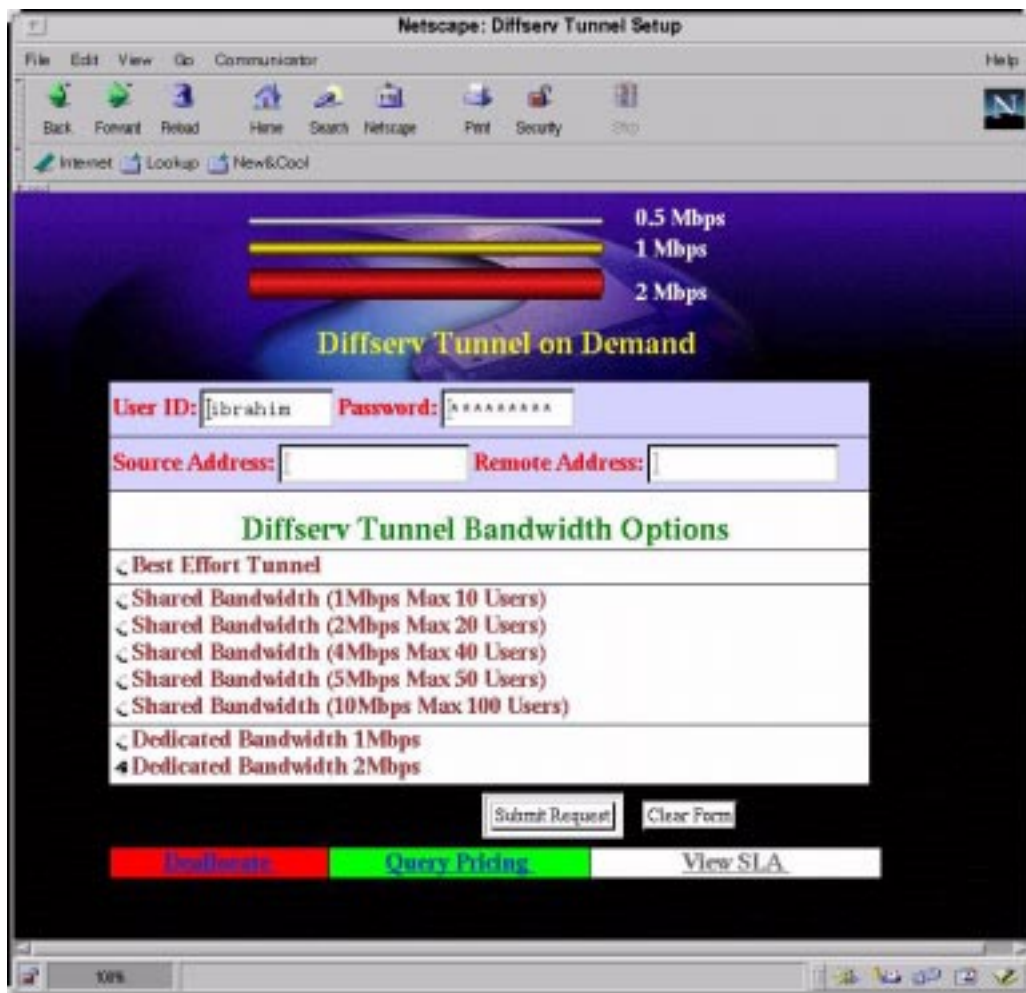 Netscape: Diffserv Tunnel Setup
File Edit View Go Communicator Help
Back Forward Reload Home Search Netscape Print Security Stop
N
Internet Lookup New&Cool
0.5 Mbps
1 Mbps
2 Mbps
Diffserv Tunnel on Demand
User ID: ibrahim Password: *********
Source Address: Remote Address:
Diffserv Tunnel Bandwidth Options
Best Effort Tunnel
Shared Bandwidth (1Mbps Max 10 Users)
Shared Bandwidth (2Mbps Max 20 Users)
Shared Bandwidth (4Mbps Max 40 Users)
Shared Bandwidth (5Mbps Max 50 Users)
Shared Bandwidth (10Mbps Max 100 Users)
Dedicated Bandwidth 1Mbps
Dedicated Bandwidth 2Mbps
Submit Request Clear Form
Deallocate Query Pricing View SLA
100%